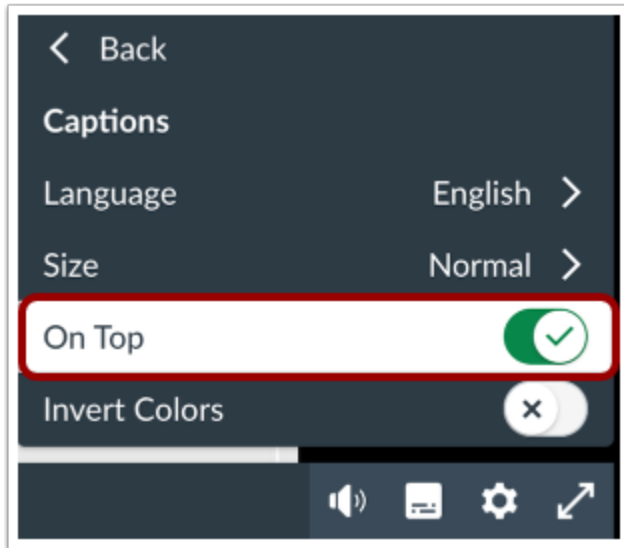 Back
Captions
Language English
Size Normal
On Top
Invert Colors